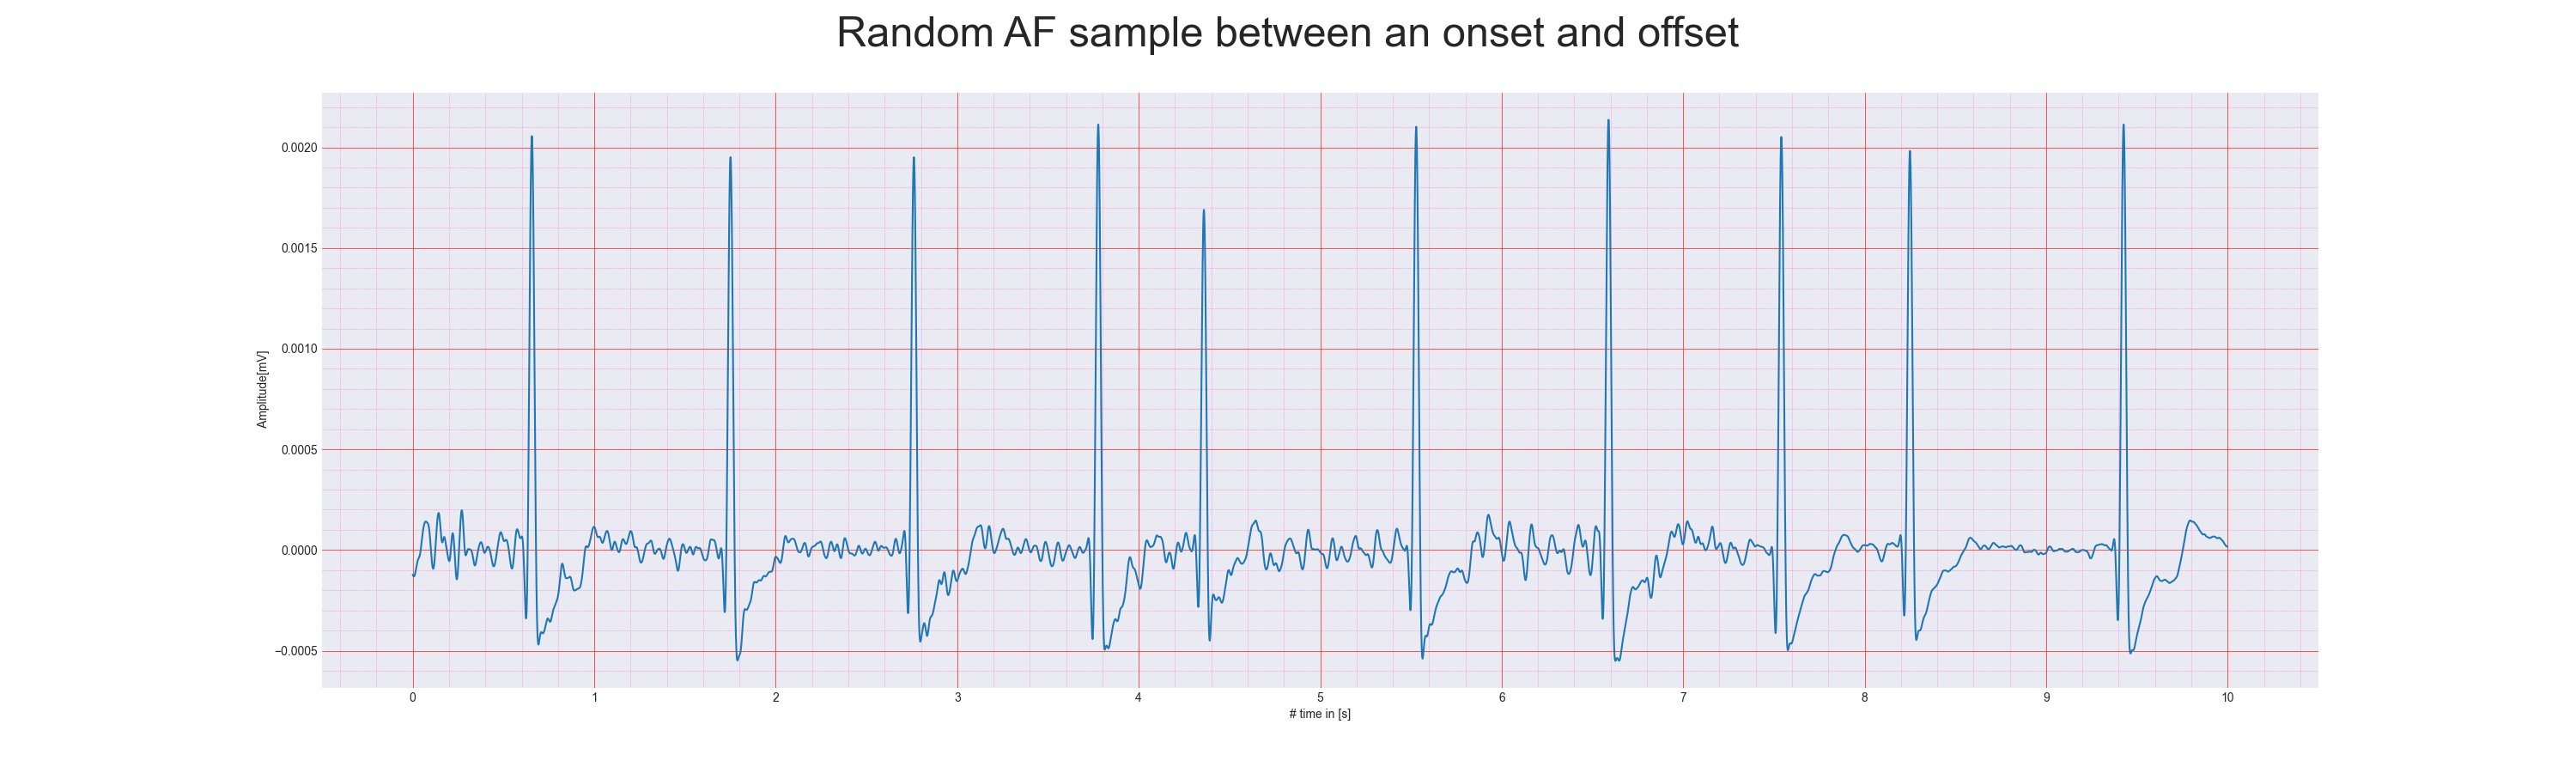 Random AF sample between an onset and offset
0.0020
0.0015
0.0010
0.0005
0.0000
−0.0005
Amplitude[mV]
0 1 2 3 4 5 6 7 8 9 10
# time in [s]